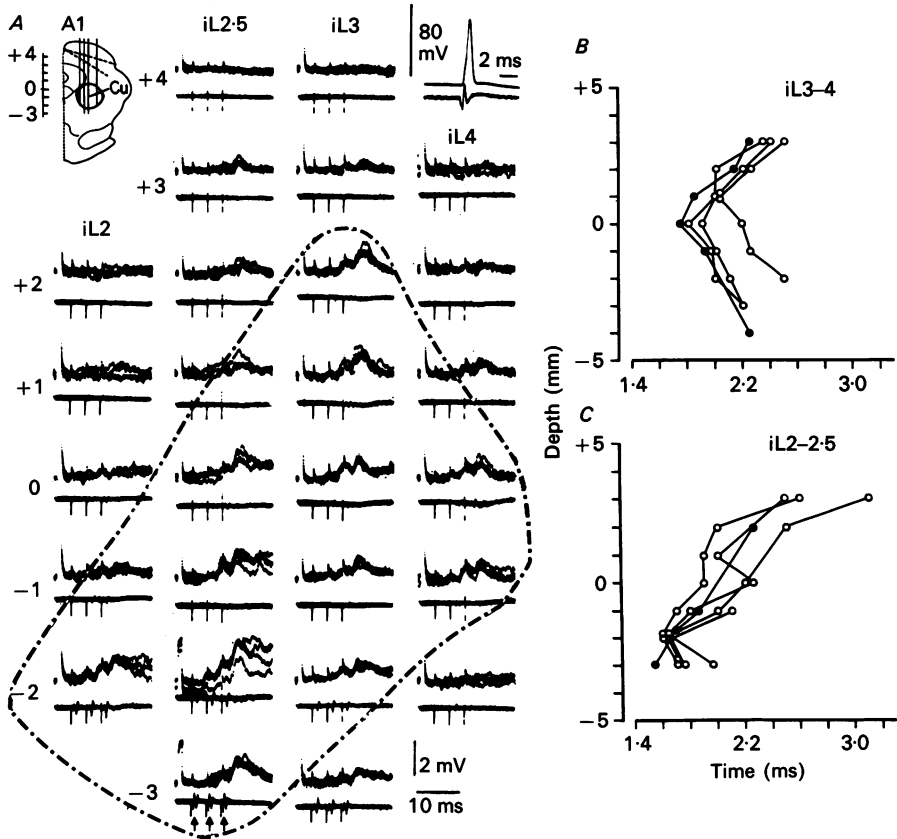 A A1 iL2·5 iL3
+4
0
−3
Cu
+4
80
mV
2 ms
+3
iL4
iL2
+2
+1
0
−1
−2
−3
2 mV
10 ms
B
iL3–4
+5
0
−5
1·4 2·2 3·0
Depth (mm)
C
iL2–2·5
+5
0
−5
1·4 2·2 3·0
Time (ms)